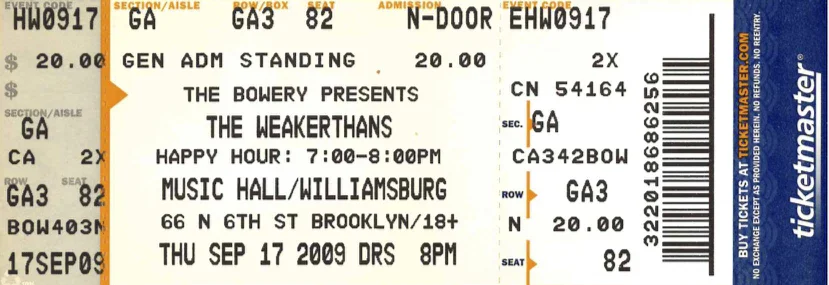 EVENT CODE
HW0917
$ 20.00
$
SECTION/AISLE
GA
CA 2X
ROW SEAT
GA3 82
BOW403N
17SEP09
SECTION/AISLE ROW/BOX SEAT ADMISSION
GA GA3 82 N-DOOR
GEN ADM STANDING 20.00
THE BOWERY PRESENTS
THE WEAKERTHANS
HAPPY HOUR: 7:00-8:00PM
MUSIC HALL/WILLIAMSBURG
66 N 6TH ST BROOKLYN/18+
THU SEP 17 2009 DRS 8PM
EVENT CODE
EHW0917
2X
CN 54164
SEC. GA
CA342BOW
ROW GA3
N 20.00
SEAT 82
322018686256
BUY TICKETS AT TICKETMASTER.COM
NO EXCHANGE EXCEPT AS PROVIDED HEREIN. NO REFUNDS. NO REENTRY.
ticketmaster®